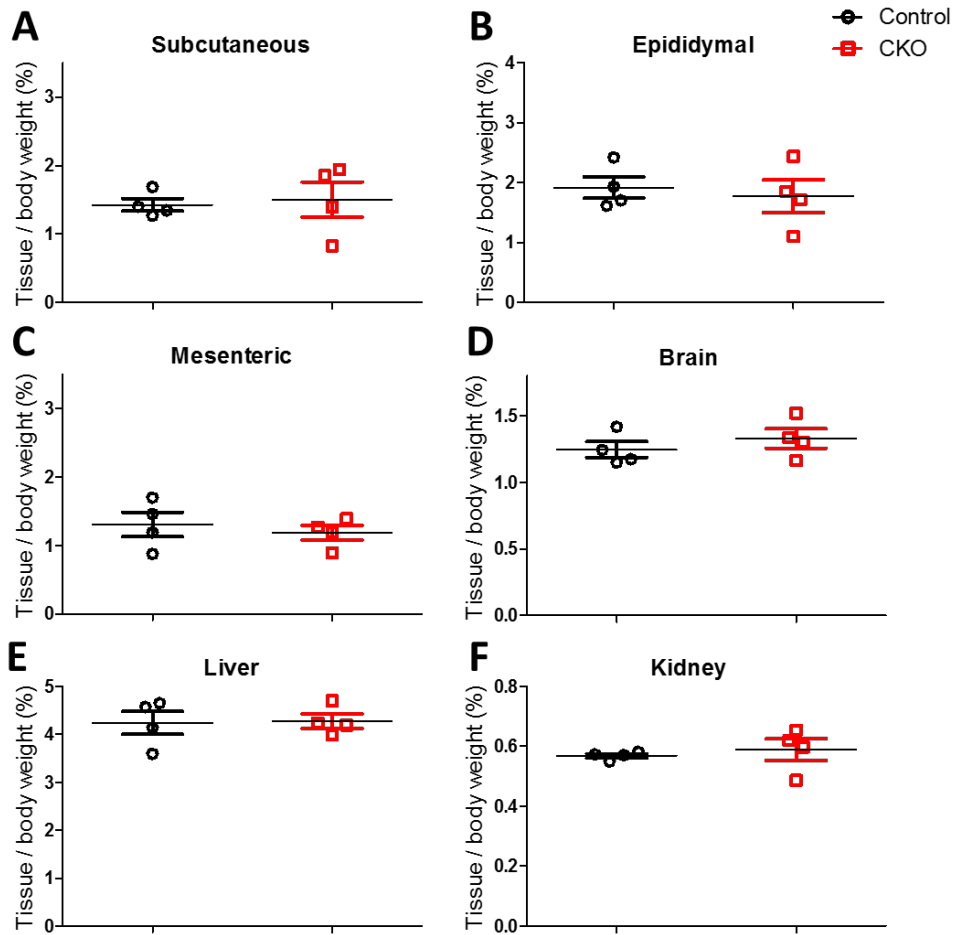 A
Subcutaneous
Tissue / body weight (%)
3
2
1
0
B
Epididymal
Control
CKO
Tissue / body weight (%)
4
3
2
1
0
C
Mesenteric
Tissue / body weight (%)
3
2
1
0
D
Brain
Tissue / body weight (%)
1.5
1.0
0.5
0.0
E
Liver
Tissue / body weight (%)
5
4
5
4
3
2
1
0
F
Kidney
Tissue / body weight (%)
0.8
0.6
0.4
0.2
0.0